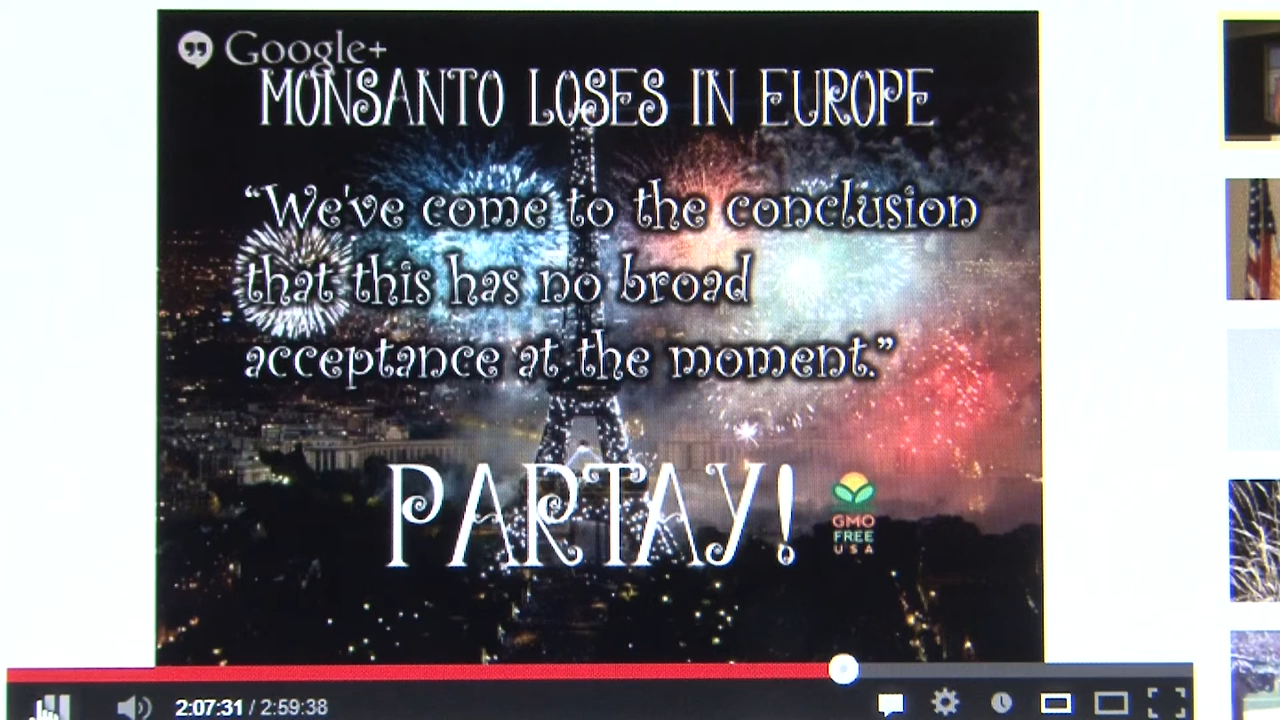 Google+
MONSANTO LOSES IN EUROPE
“We've come to the conclusion
that this has no broad
acceptance at the moment.”
PARTAY!
GMO
FREE
USA
2:07:31 / 2:59:38